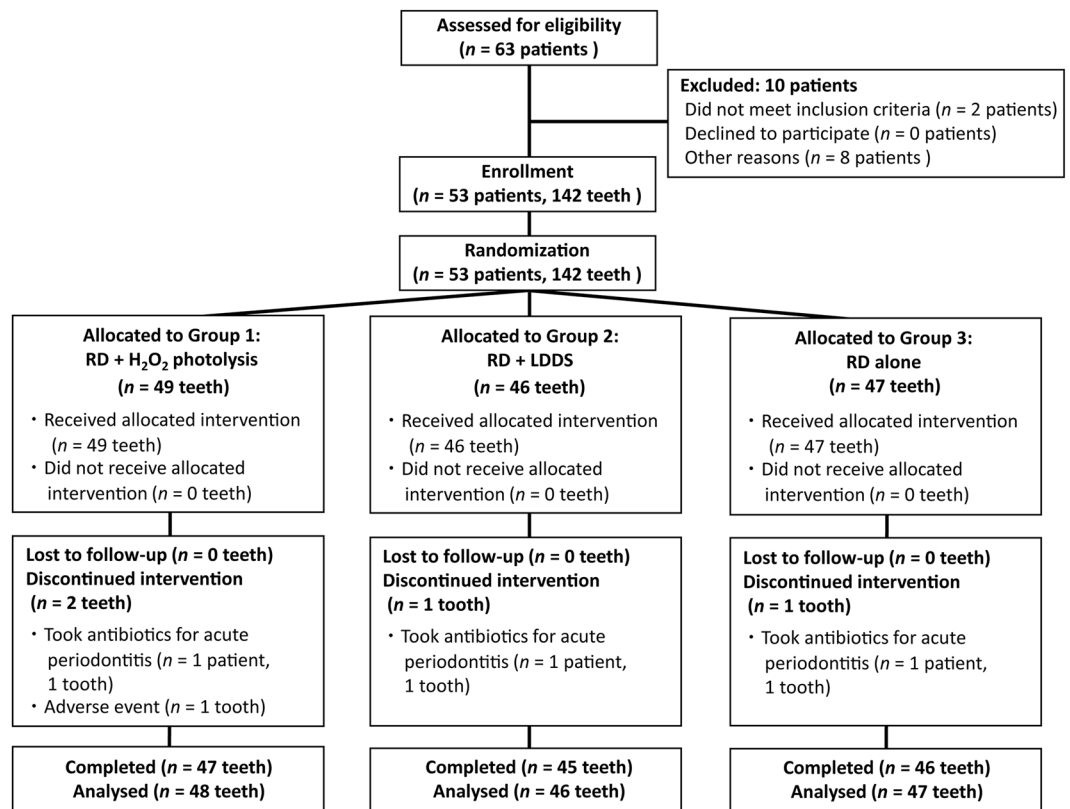 Assessed for eligibility
(n = 63 patients )
Excluded: 10 patients
Did not meet inclusion criteria (n = 2 patients)
Declined to participate (n = 0 patients)
Other reasons (n = 8 patients )
Enrollment
(n = 53 patients, 142 teeth )
Randomization
(n = 53 patients, 142 teeth )
Allocated to Group 1:
RD + H₂O₂ photolysis
(n = 49 teeth)
・Received allocated intervention
(n = 49 teeth)
・Did not receive allocated
intervention (n = 0 teeth)
Allocated to Group 2:
RD + LDDS
(n = 46 teeth)
・Received allocated intervention
(n = 46 teeth)
・Did not receive allocated
intervention (n = 0 teeth)
Allocated to Group 3:
RD alone
(n = 47 teeth)
・Received allocated intervention
(n = 47 teeth)
・Did not receive allocated
intervention (n = 0 teeth)
Lost to follow-up (n = 0 teeth)
Discontinued intervention
(n = 2 teeth)
・Took antibiotics for acute
periodontitis (n = 1 patient,
1 tooth)
・Adverse event (n = 1 tooth)
Lost to follow-up (n = 0 teeth)
Discontinued intervention
(n = 1 tooth)
・Took antibiotics for acute
periodontitis (n = 1 patient,
1 tooth)
Lost to follow-up (n = 0 teeth)
Discontinued intervention
(n = 1 tooth)
・Took antibiotics for acute
periodontitis (n = 1 patient,
1 tooth)
Completed (n = 47 teeth)
Analysed (n = 48 teeth)
Completed (n = 45 teeth)
Analysed (n = 46 teeth)
Completed (n = 46 teeth)
Analysed (n = 47 teeth)